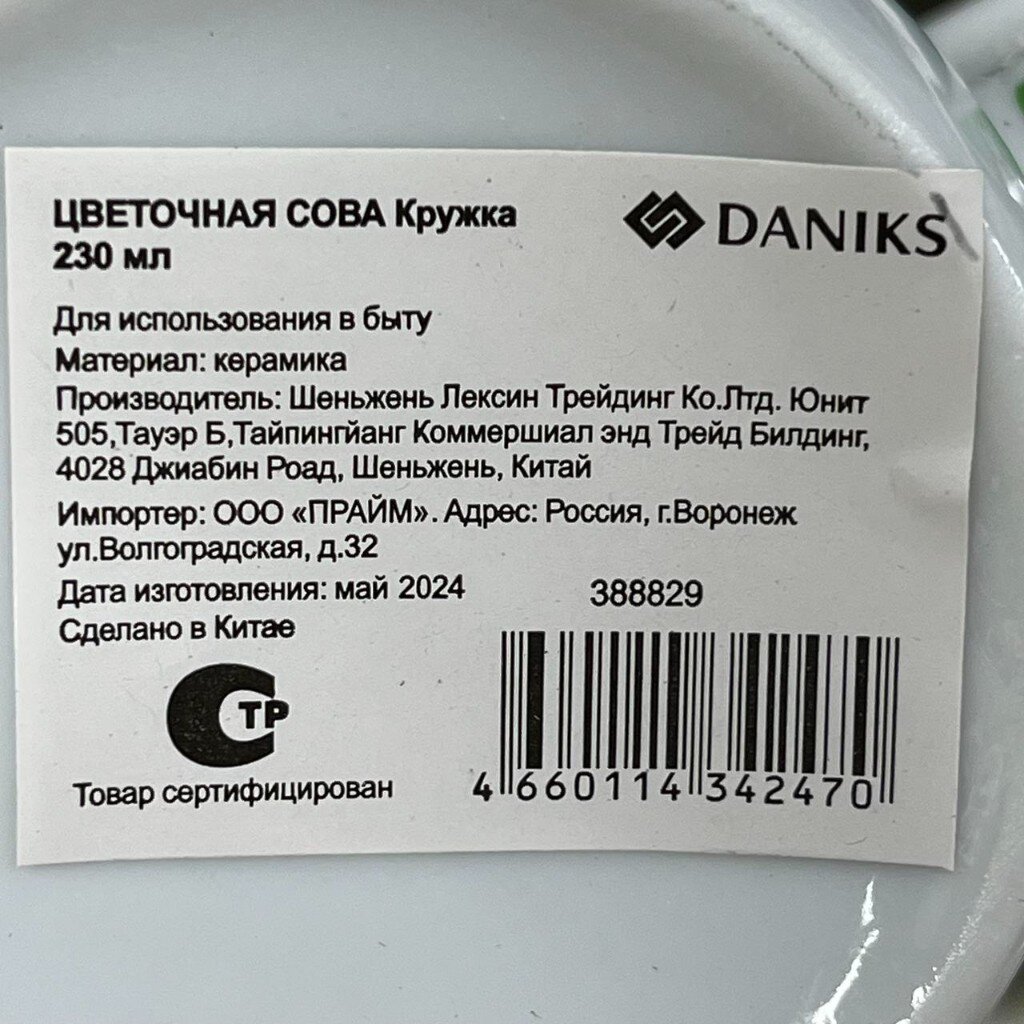 ЦВЕТОЧНАЯ СОВА Кружка
230 мл
DANIKS
Для использования в быту
Материал: керамика
Производитель: Шеньжень Лексин Трейдинг Ко.Лтд. Юнит
505,Тауэр Б,Тайпингйанг Коммершиал энд Трейд Билдинг,
4028 Джиабин Роад, Шеньжень, Китай
Импортер: ООО «ПРАЙМ». Адрес: Россия, г.Воронеж
ул.Волгоградская, д.32
Дата изготовления: май 2024
388829
Сделано в Китае
ТР
Товар сертифицирован
4 660114 342470